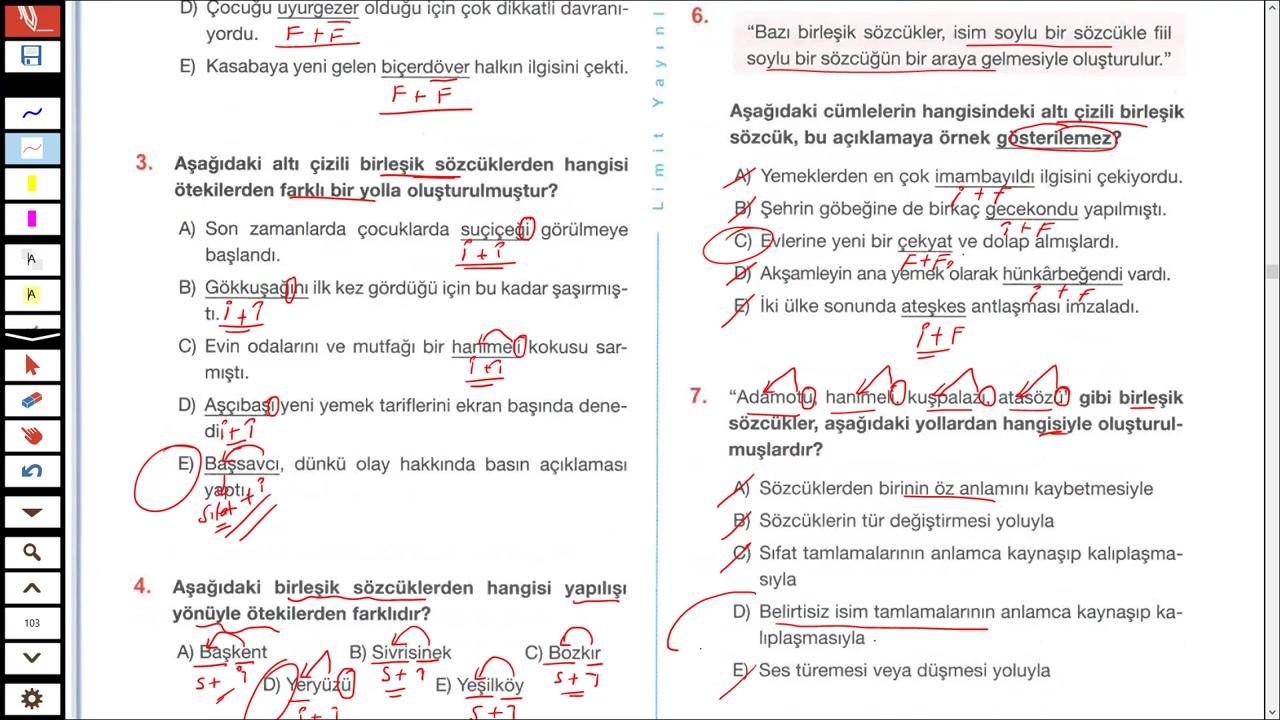 D) Çocuğu uyurgezer olduğu için çok dikkatli davranı-
yordu.
F + F
E) Kasabaya yeni gelen biçerdöver halkın ilgisini çekti.
F + F
3. Aşağıdaki altı çizili birleşik sözcüklerden hangisi
ötekilerden farklı bir yolla oluşturulmuştur?
A) Son zamanlarda çocuklarda suçiçeği görülmeye
başlandı.
i + i
B) Gökkuşağını ilk kez gördüğü için bu kadar şaşırmış-
tı.
i + i
C) Evin odalarını ve mutfağı bir hanımeli kokusu sar-
mıştı.
i + i
D) Aşçıbaşı yeni yemek tariflerini ekran başında dene-
di.
i + i
E) Başsavcı, dünkü olay hakkında basın açıklaması
yaptı.
sıfat + i
4. Aşağıdaki birleşik sözcüklerden hangisi yapılışı
yönüyle ötekilerden farklıdır?
A) Başkent B) Sivrisinek C) Bozkır
s + i s + i s + i
D) Yeryüzü E) Yeşilköy
i + i s + i
Limit Yayınl
6. “Bazı birleşik sözcükler, isim soylu bir sözcükle fiil
soylu bir sözcüğün bir araya gelmesiyle oluşturulur.”
Aşağıdaki cümlelerin hangisindeki altı çizili birleşik
sözcük, bu açıklamaya örnek gösterilemez?
A) Yemeklerden en çok imambayıldı ilgisini çekiyordu.
i + f
B) Şehrin göbeğine de birkaç gecekondu yapılmıştı.
i + F
C) Evlerine yeni bir çekyat ve dolap almışlardı.
F + F
D) Akşamleyin ana yemek olarak hünkârbeğendi vardı.
i + F
E) İki ülke sonunda ateşkes antlaşması imzaladı.
i + F
7. “Adamotu, hanımeli, kuşpalazı, atasözü” gibi birleşik
sözcükler, aşağıdaki yollardan hangisiyle oluşturul-
muşlardır?
A) Sözcüklerden birinin öz anlamını kaybetmesiyle
B) Sözcüklerin tür değiştirmesi yoluyla
C) Sıfat tamlamalarının anlamca kaynaşıp kalıplaşma-
sıyla
D) Belirtisiz isim tamlamalarının anlamca kaynaşıp ka-
lıplaşmasıyla
E) Ses türemesi veya düşmesi yoluyla
A
A
103